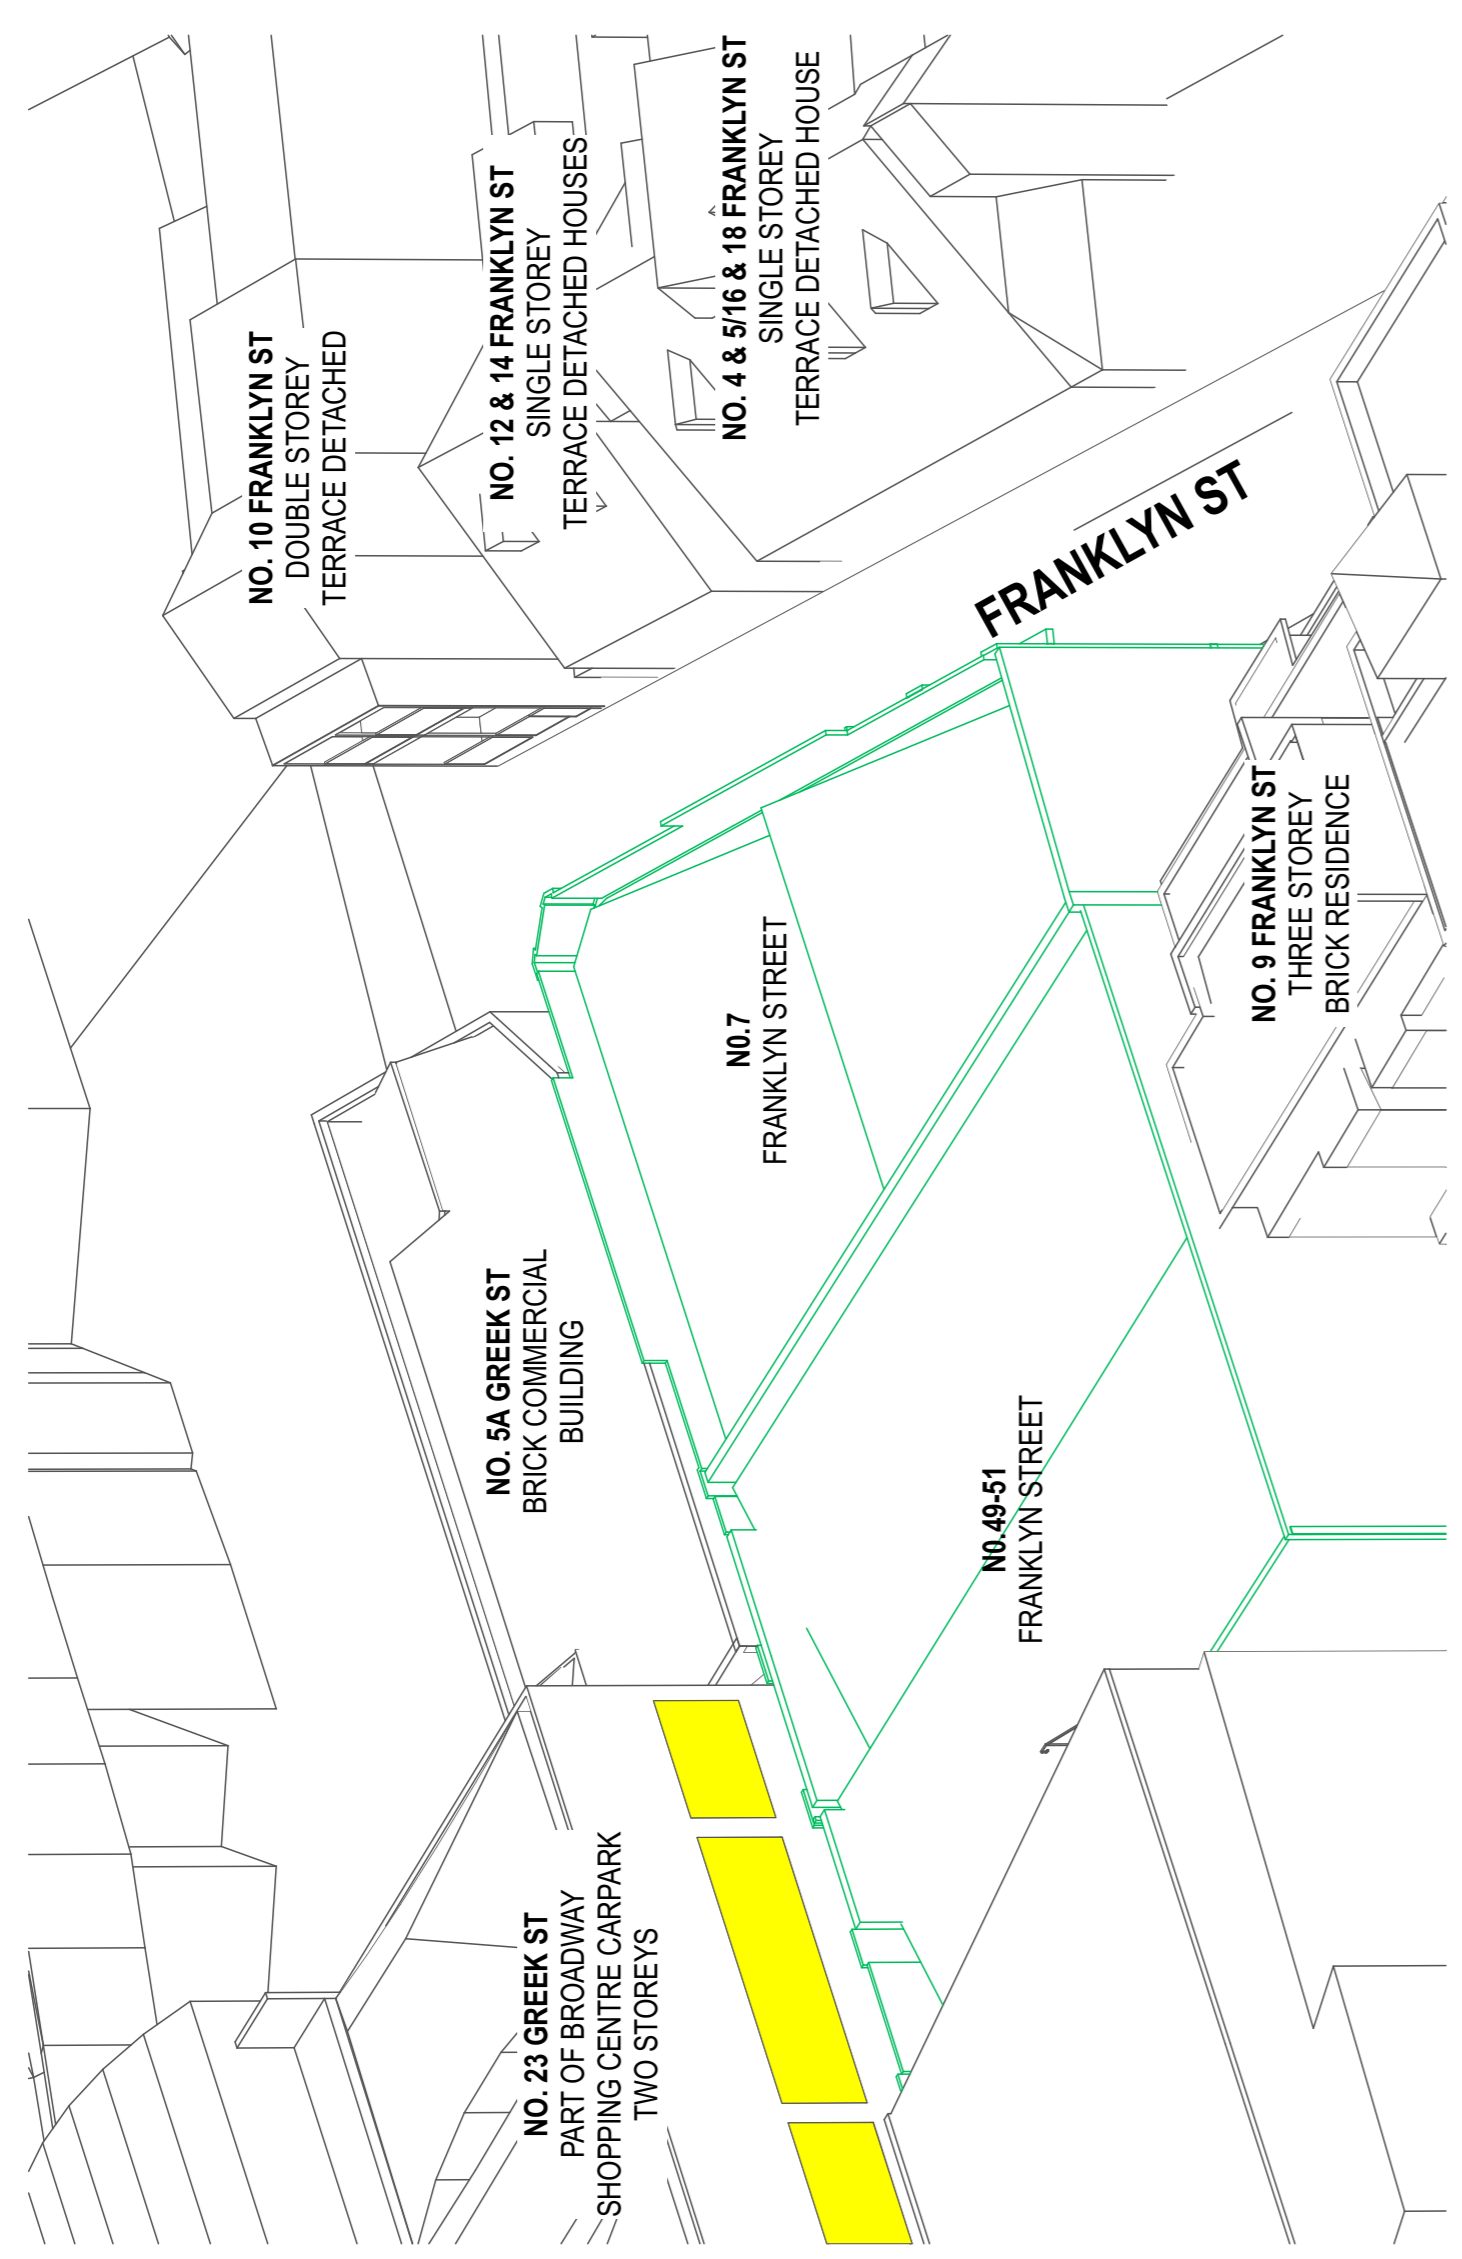 NO. 10 FRANKLYN ST
DOUBLE STOREY
TERRACE DETACHED
NO. 12 & 14 FRANKLYN ST
SINGLE STOREY
TERRACE DETACHED HOUSES
NO. 4 & 5/16 & 18 FRANKLYN ST
SINGLE STOREY
TERRACE DETACHED HOUSE
FRANKLYN ST
NO. 9 FRANKLYN ST
THREE STOREY
BRICK RESIDENCE
N0.7
FRANKLYN STREET
NO. 5A GREEK ST
BRICK COMMERCIAL
BUILDING
N0.49-51
FRANKLYN STREET
NO. 23 GREEK ST
PART OF BROADWAY
SHOPPING CENTRE CARPARK
TWO STOREYS